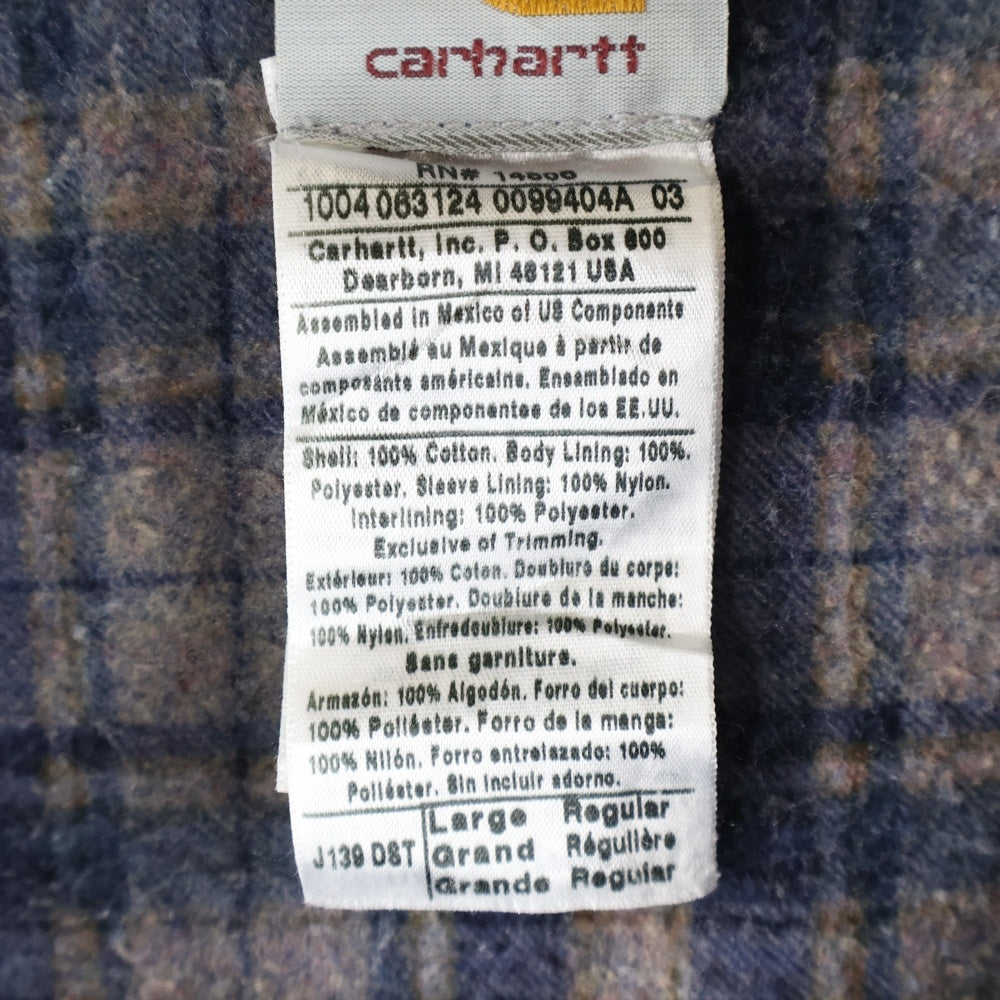 carhartt
RN# 14806
1004063124 0099404A 03
Carhartt, Inc. P. O. Box 600
Dearborn, MI 48121 USA
Assembled in Mexico of US Components
Assemblé au Mexique à partir de
composants américains. Ensamblado en
México de componentes de los EE.UU.
Shell: 100% Cotton. Body Lining: 100%.
Polyester. Sleeve Lining: 100% Nylon.
Interlining: 100% Polyester.
Exclusive of Trimming.
Extérieur: 100% Coton. Doublure du corps:
100% Polyester. Doublure de la manche:
100% Nylon. Entredoublure: 100% Polyester.
Sans garniture.
Armazón: 100% Algodón. Forro del cuerpo:
100% Poliéster. Forro de la manga:
100% Nilón. Forro entrelazado: 100%
Poliéster. Sin incluir adorno.
J139 DST
Large Regular
Grand Régulière
Grande Regular